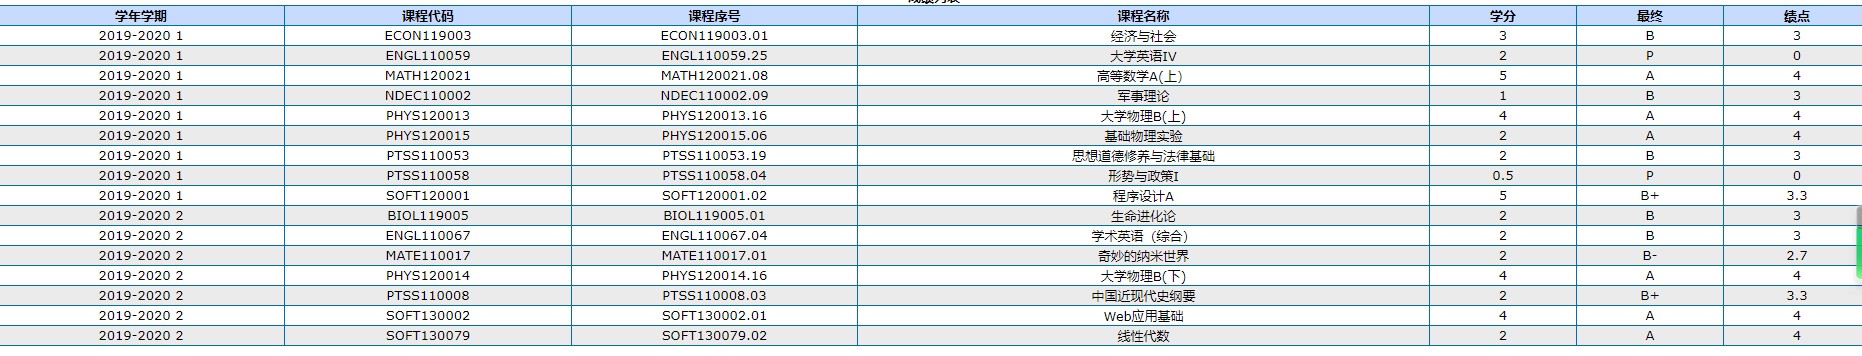 学年学期 课程代码 课程序号 课程名称 学分 最终 绩点
2019-2020 1 ECON119003 ECON119003.01 经济与社会 3 B 3
2019-2020 1 ENGL110059 ENGL110059.25 大学英语IV 2 P 0
2019-2020 1 MATH120021 MATH120021.08 高等数学A(上) 5 A 4
2019-2020 1 NDEC110002 NDEC110002.09 军事理论 1 B 3
2019-2020 1 PHYS120013 PHYS120013.16 大学物理B(上) 4 A 4
2019-2020 1 PHYS120015 PHYS120015.06 基础物理实验 2 A 4
2019-2020 1 PTSS110053 PTSS110053.19 思想道德修养与法律基础 2 B 3
2019-2020 1 PTSS110058 PTSS110058.04 形势与政策I 0.5 P 0
2019-2020 1 SOFT120001 SOFT120001.02 程序设计A 5 B+ 3.3
2019-2020 2 BIOL119005 BIOL119005.01 生命进化论 2 B 3
2019-2020 2 ENGL110067 ENGL110067.04 学术英语（综合） 2 B 3
2019-2020 2 MATE110017 MATE110017.01 奇妙的纳米世界 2 B- 2.7
2019-2020 2 PHYS120014 PHYS120014.16 大学物理B(下) 4 A 4
2019-2020 2 PTSS110008 PTSS110008.03 中国近现代史纲要 2 B+ 3.3
2019-2020 2 SOFT130002 SOFT130002.01 Web应用基础 4 A 4
2019-2020 2 SOFT130079 SOFT130079.02 线性代数 2 A 4